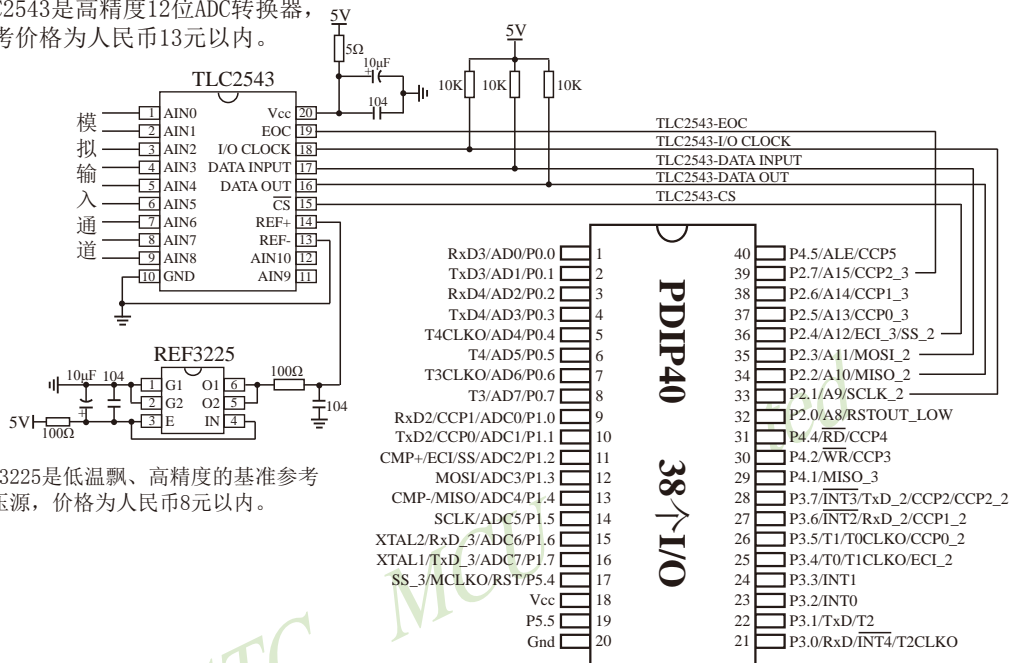 C2543是高精度12位ADC转换器，
考价格为人民币13元以内。
5V
5Ω
10μF
+
104
5V
10K
10K
10K
TLC2543
模拟输入通道
1 AIN0
2 AIN1
3 AIN2
4 AIN3
5 AIN4
6 AIN5
7 AIN6
8 AIN7
9 AIN8
10 GND
Vcc 20
EOC 19
I/O CLOCK 18
DATA INPUT 17
DATA OUT 16
CS 15
REF+ 14
REF- 13
AIN10 12
AIN9 11
TLC2543-EOC
TLC2543-I/O CLOCK
TLC2543-DATA INPUT
TLC2543-DATA OUT
TLC2543-CS
REF3225
10μF
104
+
5V
100Ω
1 G1
2 G2
3 E
O1 6
O2 5
IN 4
100Ω
104
3225是低温飘、高精度的基准参考
压源，价格为人民币8元以内。
PDIP40
38个I/O
RxD3/AD0/P0.0 1
TxD3/AD1/P0.1 2
RxD4/AD2/P0.2 3
TxD4/AD3/P0.3 4
T4CLKO/AD4/P0.4 5
T4/AD5/P0.5 6
T3CLKO/AD6/P0.6 7
T3/AD7/P0.7 8
RxD2/CCP1/ADC0/P1.0 9
TxD2/CCP0/ADC1/P1.1 10
CMP+/ECI/SS/ADC2/P1.2 11
MOSI/ADC3/P1.3 12
CMP-/MISO/ADC4/P1.4 13
SCLK/ADC5/P1.5 14
XTAL2/RxD_3/ADC6/P1.6 15
XTAL1/TxD_3/ADC7/P1.7 16
SS_3/MCLKO/RST/P5.4 17
Vcc 18
P5.5 19
Gnd 20
40 P4.5/ALE/CCP5
39 P2.7/A15/CCP2_3
38 P2.6/A14/CCP1_3
37 P2.5/A13/CCP0_3
36 P2.4/A12/ECI_3/SS_2
35 P2.3/A11/MOSI_2
34 P2.2/A10/MISO_2
33 P2.1/A9/SCLK_2
32 P2.0/A8/RSTOUT_LOW
31 P4.4/RD/CCP4
30 P4.2/WR/CCP3
29 P4.1/MISO_3
28 P3.7/INT3/TxD_2/CCP2/CCP2_2
27 P3.6/INT2/RxD_2/CCP1_2
26 P3.5/T1/T0CLKO/CCP0_2
25 P3.4/T0/T1CLKO/ECI_2
24 P3.3/INT1
23 P3.2/INT0
22 P3.1/TxD/T2
21 P3.0/RxD/INT4/T2CLKO
MCU